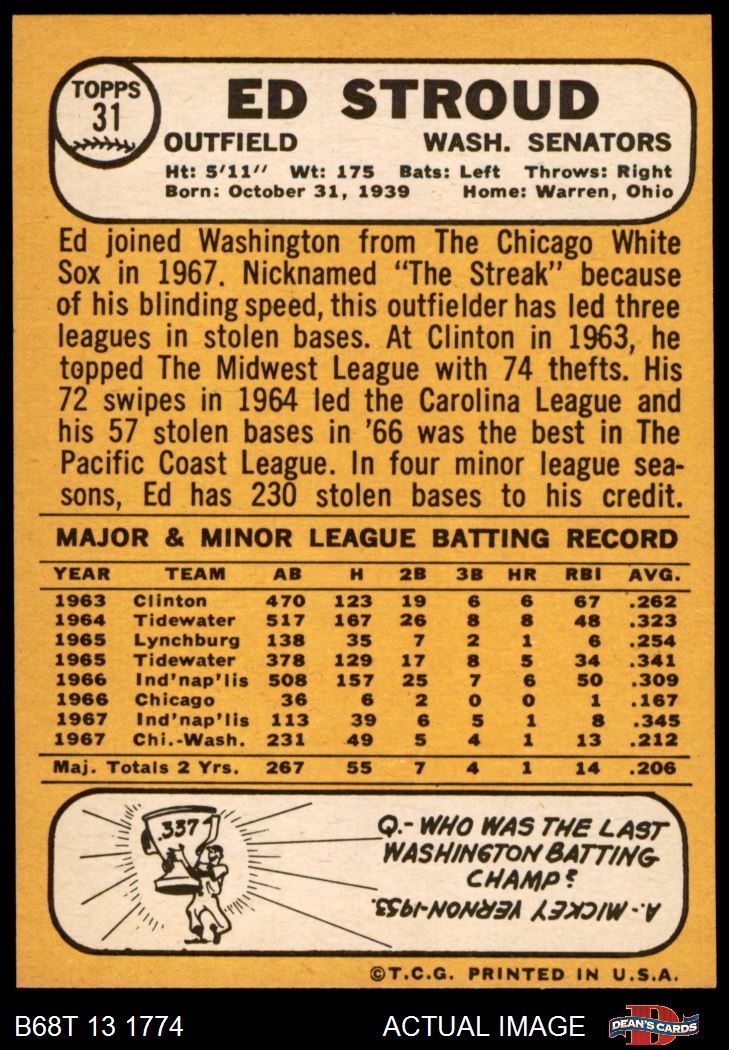 TOPPS
31
ED STROUD
OUTFIELD WASH. SENATORS
Ht: 5'11" Wt: 175 Bats: Left Throws: Right
Born: October 31, 1939 Home: Warren, Ohio
Ed joined Washington from The Chicago White
Sox in 1967. Nicknamed "The Streak" because
of his blinding speed, this outfielder has led three
leagues in stolen bases. At Clinton in 1963, he
topped The Midwest League with 74 thefts. His
72 swipes in 1964 led the Carolina League and
his 57 stolen bases in '66 was the best in The
Pacific Coast League. In four minor league sea-
sons, Ed has 230 stolen bases to his credit.
MAJOR & MINOR LEAGUE BATTING RECORD
YEAR TEAM AB H 2B 3B HR RBI AVG.
1963 Clinton 470 123 19 6 6 67 .262
1964 Tidewater 517 167 26 8 8 48 .323
1965 Lynchburg 138 35 7 2 1 6 .254
1965 Tidewater 378 129 17 8 5 34 .341
1966 Ind'nap'lis 508 157 25 7 6 50 .309
1966 Chicago 36 6 2 0 0 1 .167
1967 Ind'nap'lis 113 39 6 5 1 8 .345
1967 Chi.-Wash. 231 49 5 4 1 13 .212
Maj. Totals 2 Yrs. 267 55 7 4 1 14 .206
.337
Q.- WHO WAS THE LAST
WASHINGTON BATTING
CHAMP?
A.- MICKEY VERNON-1953.
©T.C.G. PRINTED IN U.S.A.
B68T 13 1774 ACTUAL IMAGE
D
DEAN'S CARDS